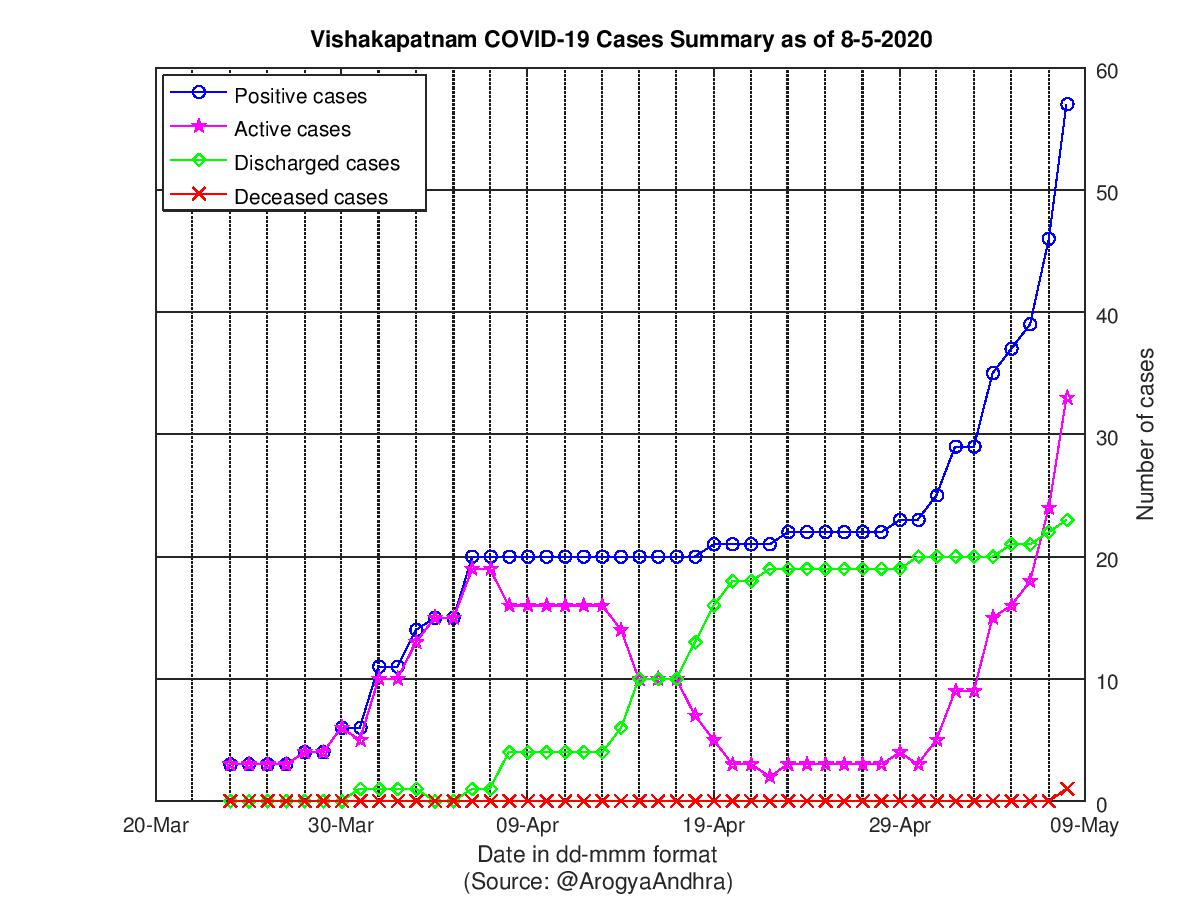 Vishakapatnam COVID-19 Cases Summary as of 8-5-2020
Positive cases
Active cases
Discharged cases
Deceased cases
60
50
40
30
20
10
0
Number of cases
20-Mar
30-Mar
09-Apr
19-Apr
29-Apr
09-May
Date in dd-mmm format
(Source: @ArogyaAndhra)